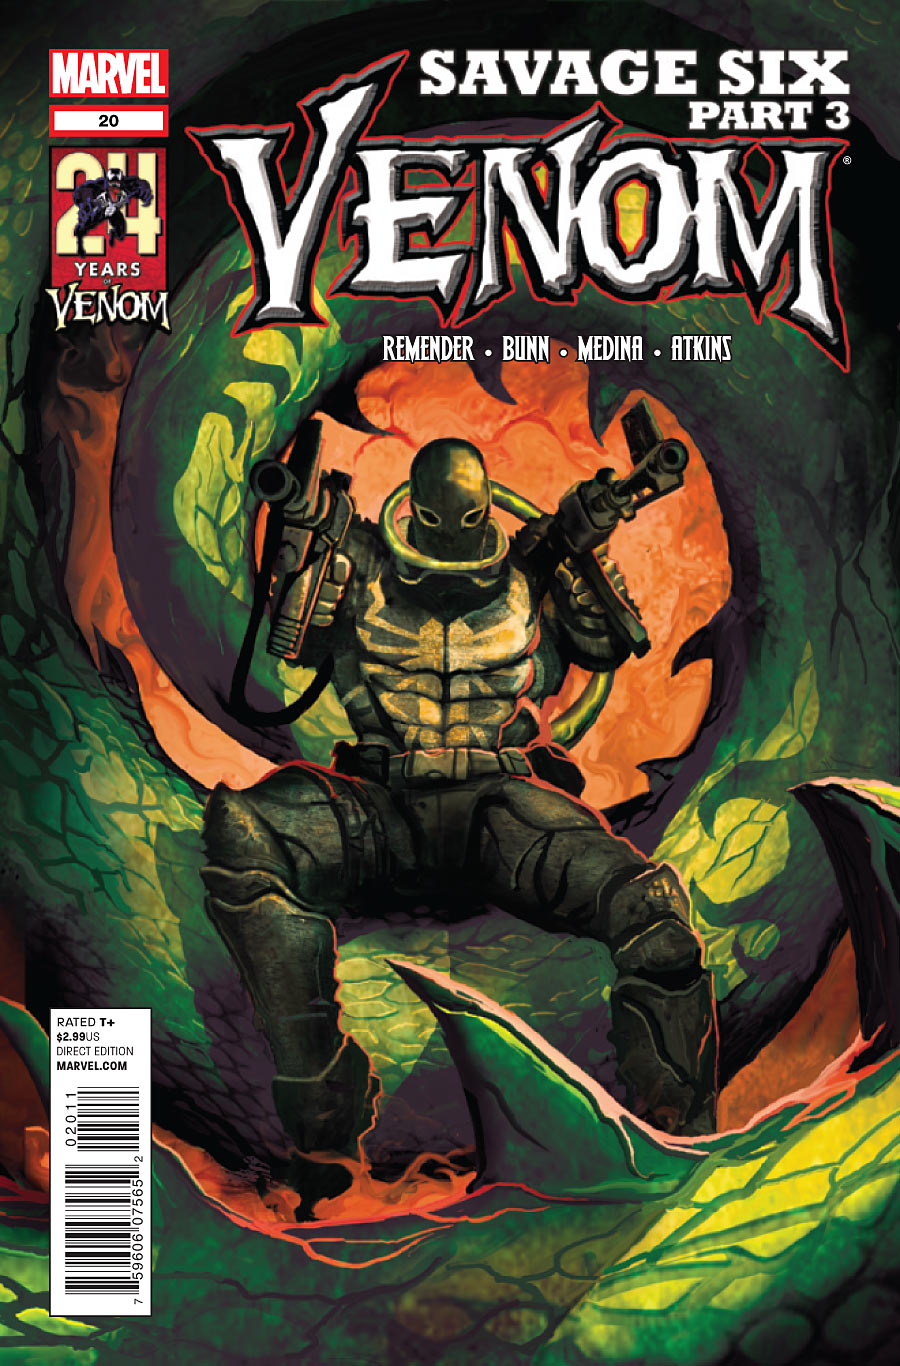 MARVEL
20
24
YEARS
OF
VENOM
SAVAGE SIX
PART 3
VENOM®
REMENDER • BUNN • MEDINA • ATKINS
RATED T+
$2.99US
DIRECT EDITION
MARVEL.COM
02011
7 59606 07565 2